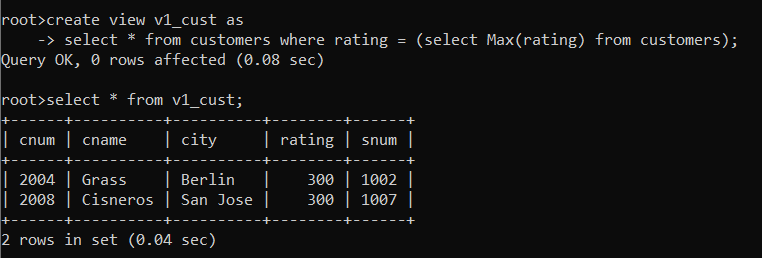 root>create view v1_cust as
    -> select * from customers where rating = (select Max(rating) from customers);
Query OK, 0 rows affected (0.08 sec)
root>select * from v1_cust;
+------+----------+----------+--------+------+
| cnum | cname    | city     | rating | snum |
+------+----------+----------+--------+------+
| 2004 | Grass    | Berlin   |    300 | 1002 |
| 2008 | Cisneros | San Jose |    300 | 1007 |
+------+----------+----------+--------+------+
2 rows in set (0.04 sec)